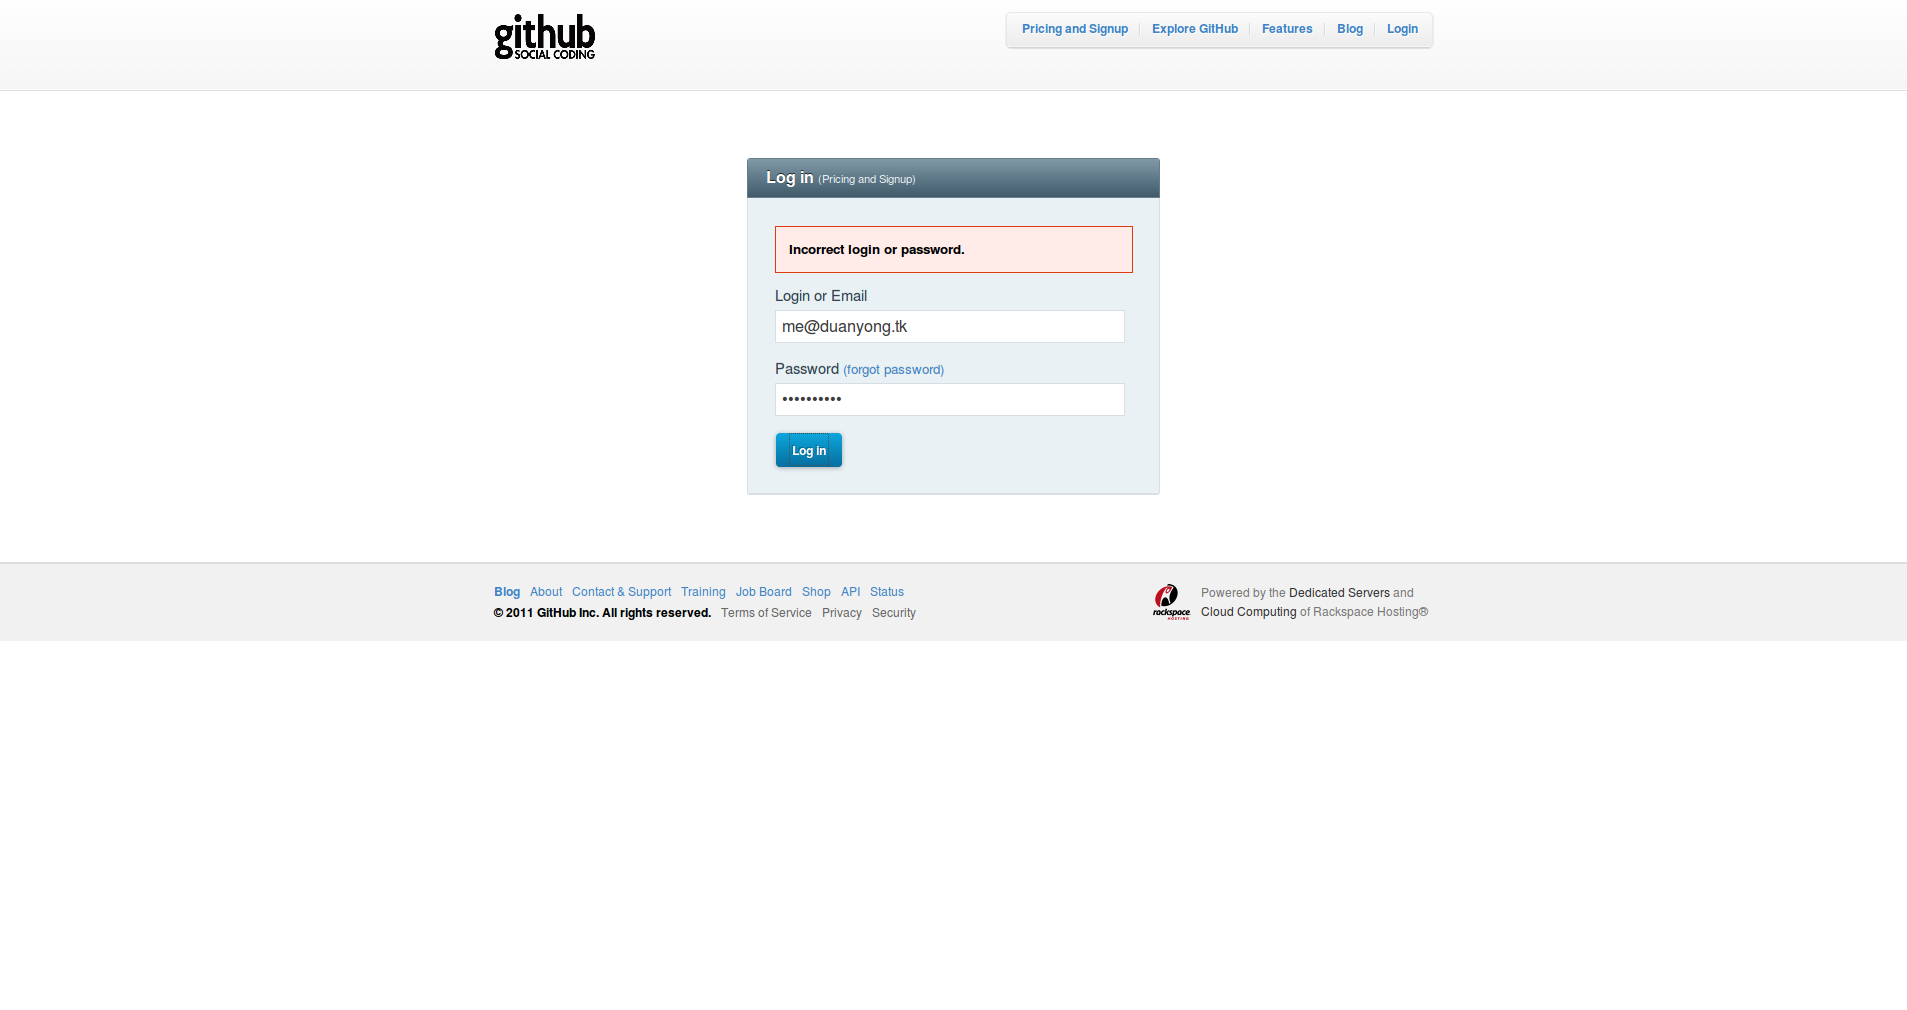 github
SOCIAL CODING
Pricing and Signup Explore GitHub Features Blog Login
Log in (Pricing and Signup)
Incorrect login or password.
Login or Email
me@duanyong.tk
Password (forgot password)
••••••••••
Log in
Blog About Contact & Support Training Job Board Shop API Status
© 2011 GitHub Inc. All rights reserved. Terms of Service Privacy Security
rackspace
HOSTING
Powered by the Dedicated Servers and
Cloud Computing of Rackspace Hosting®